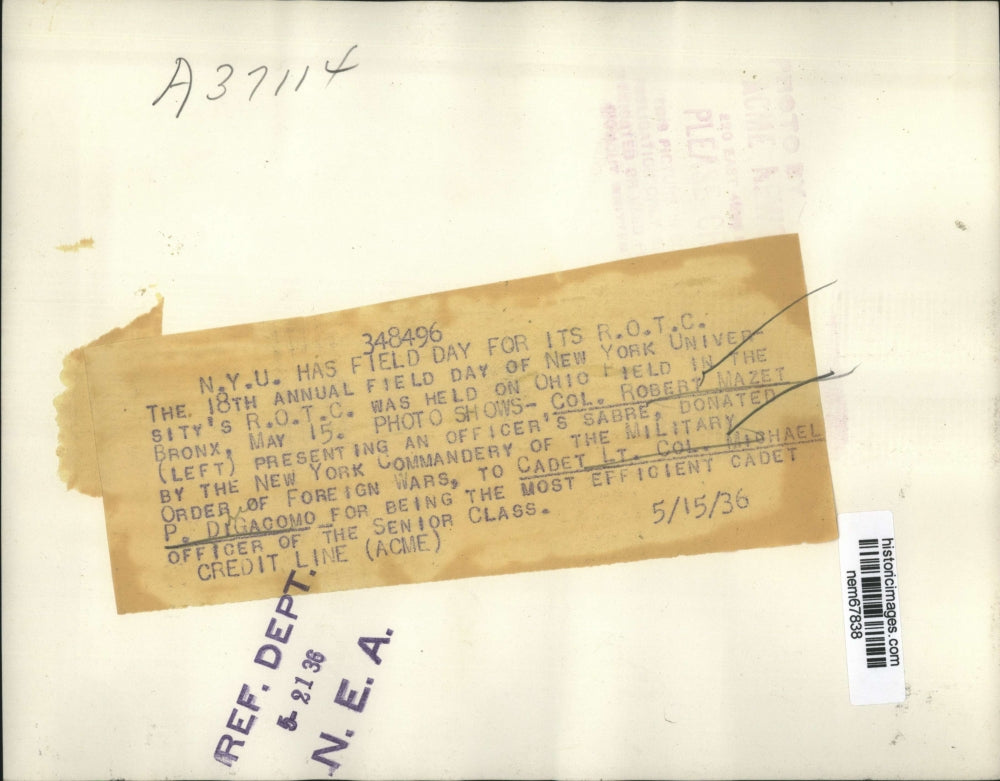 A37114
PHOTO BY
ACME
PLEASE
348496
N.Y.U. HAS FIELD DAY FOR ITS R.O.T.C.
THE 18TH ANNUAL FIELD DAY OF NEW YORK UNIVER-
SITY'S R.O.T.C. WAS HELD ON OHIO FIELD IN THE
BRONX, MAY 15. PHOTO SHOWS- COL. ROBERT MAZET
(LEFT) PRESENTING AN OFFICER'S SABRE, DONATED
BY THE NEW YORK COMMANDERY OF THE MILITARY
ORDER OF FOREIGN WARS, TO CADET LT. COL. MICHAEL
P. DIGACOMO FOR BEING THE MOST EFFICIENT CADET
OFFICER OF THE SENIOR CLASS.
CREDIT LINE (ACME)
5/15/36
REF. DEPT.
5-21 36
N. E. A.
historicimages.com
nem67838